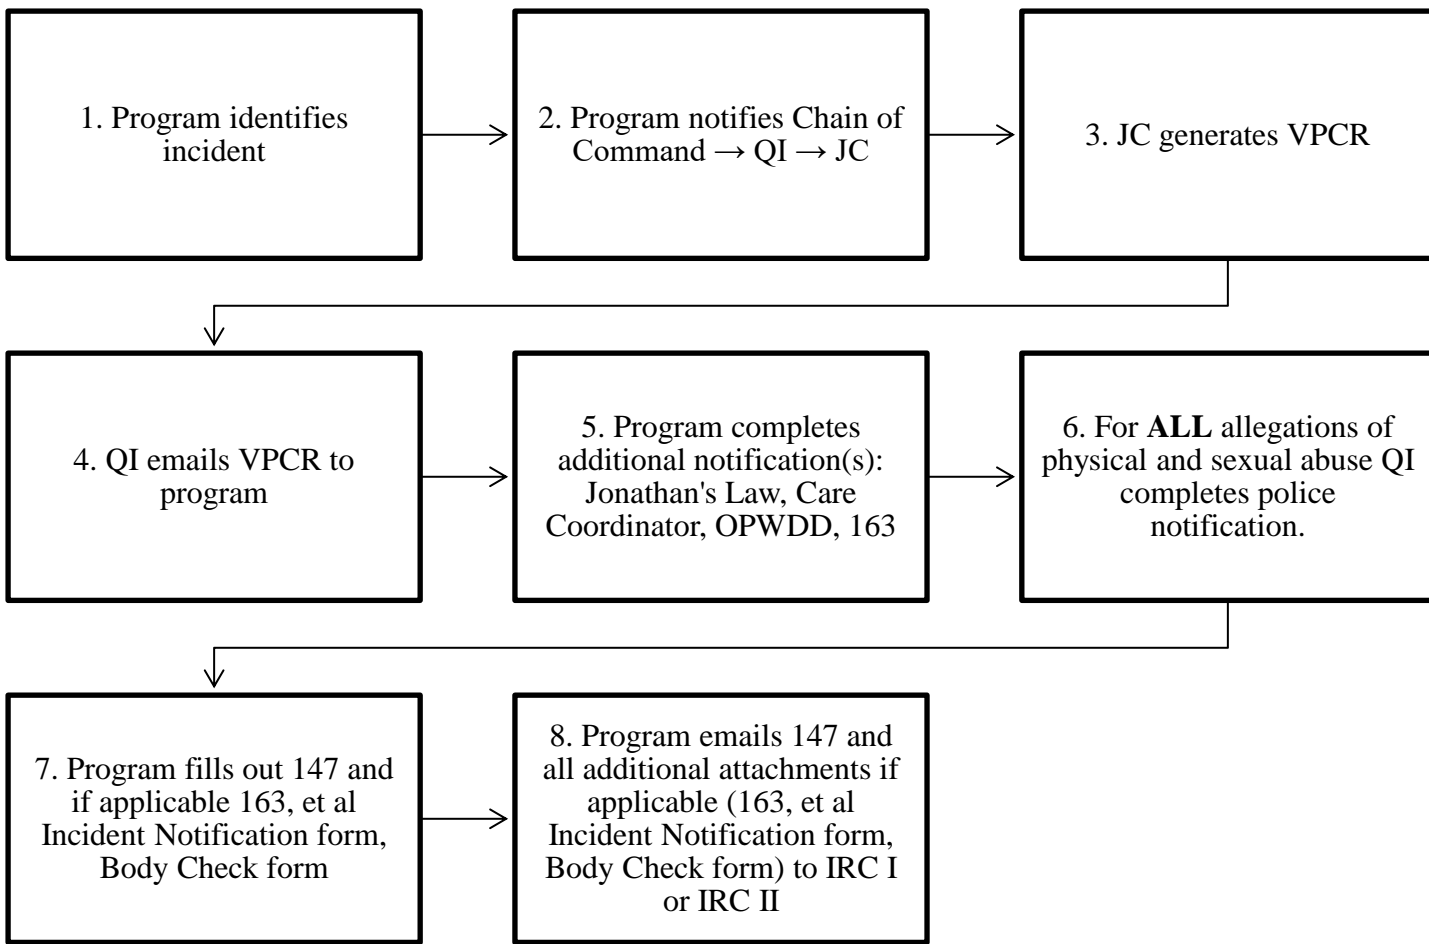 1. Program identifies
incident
2. Program notifies Chain of
Command → QI → JC
3. JC generates VPCR
4. QI emails VPCR to
program
5. Program completes
additional notification(s):
Jonathan's Law, Care
Coordinator, OPWDD, 163
6. For ALL allegations of
physical and sexual abuse QI
completes police
notification.
7. Program fills out 147 and
if applicable 163, et al
Incident Notification form,
Body Check form
8. Program emails 147 and
all additional attachments if
applicable (163, et al
Incident Notification form,
Body Check form) to IRC I
or IRC II